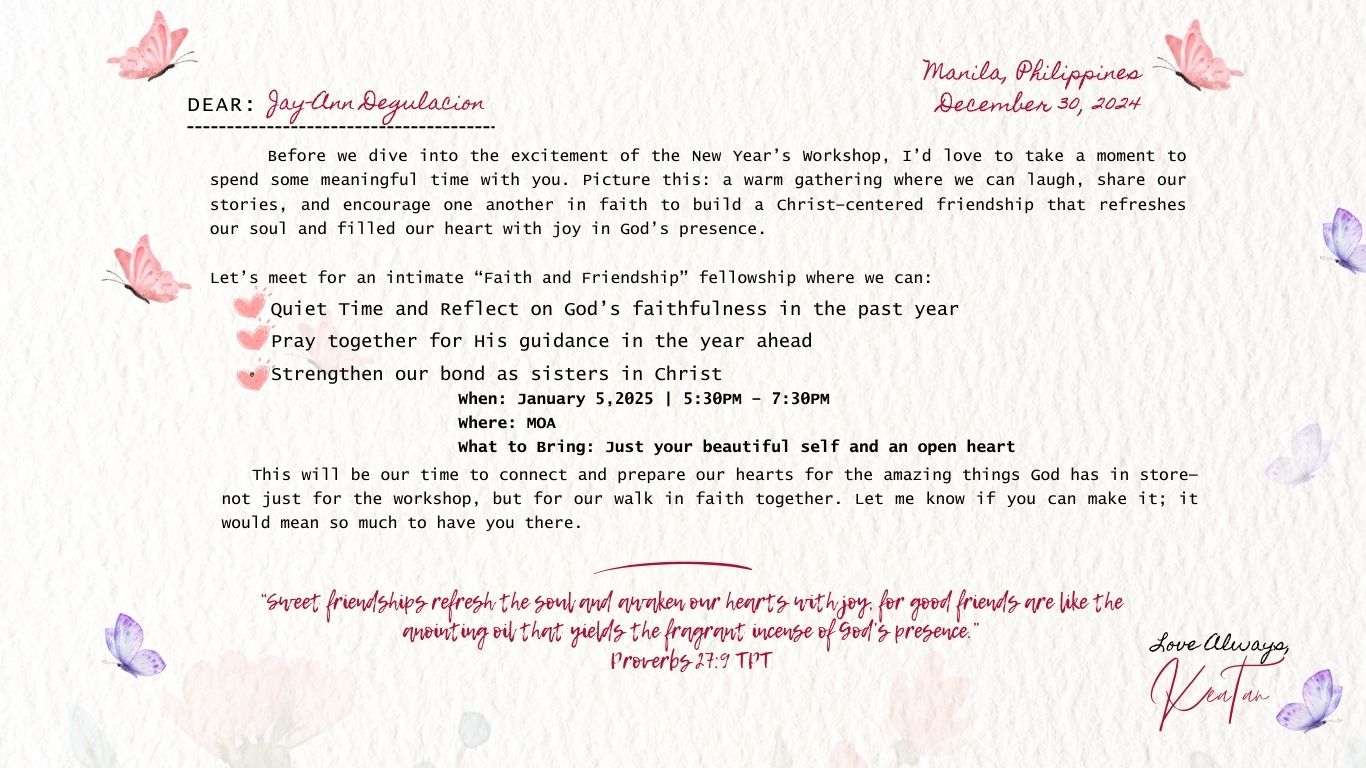 Manila, Philippines
December 30, 2024
DEAR: Jay-Ann Degulacion
Before we dive into the excitement of the New Year’s Workshop, I’d love to take a moment to
spend some meaningful time with you. Picture this: a warm gathering where we can laugh, share our
stories, and encourage one another in faith to build a Christ–centered friendship that refreshes
our soul and filled our heart with joy in God’s presence.
Let’s meet for an intimate “Faith and Friendship” fellowship where we can:
Quiet Time and Reflect on God’s faithfulness in the past year
Pray together for His guidance in the year ahead
Strengthen our bond as sisters in Christ
When: January 5,2025 | 5:30PM – 7:30PM
Where: MOA
What to Bring: Just your beautiful self and an open heart
This will be our time to connect and prepare our hearts for the amazing things God has in store—
not just for the workshop, but for our walk in faith together. Let me know if you can make it; it
would mean so much to have you there.
“Sweet friendships refresh the soul and awaken our hearts with joy, for good friends are like the
anointing oil that yields the fragrant incense of God’s presence.”
Proverbs 27:9 TPT
Love Always,
KeaTan